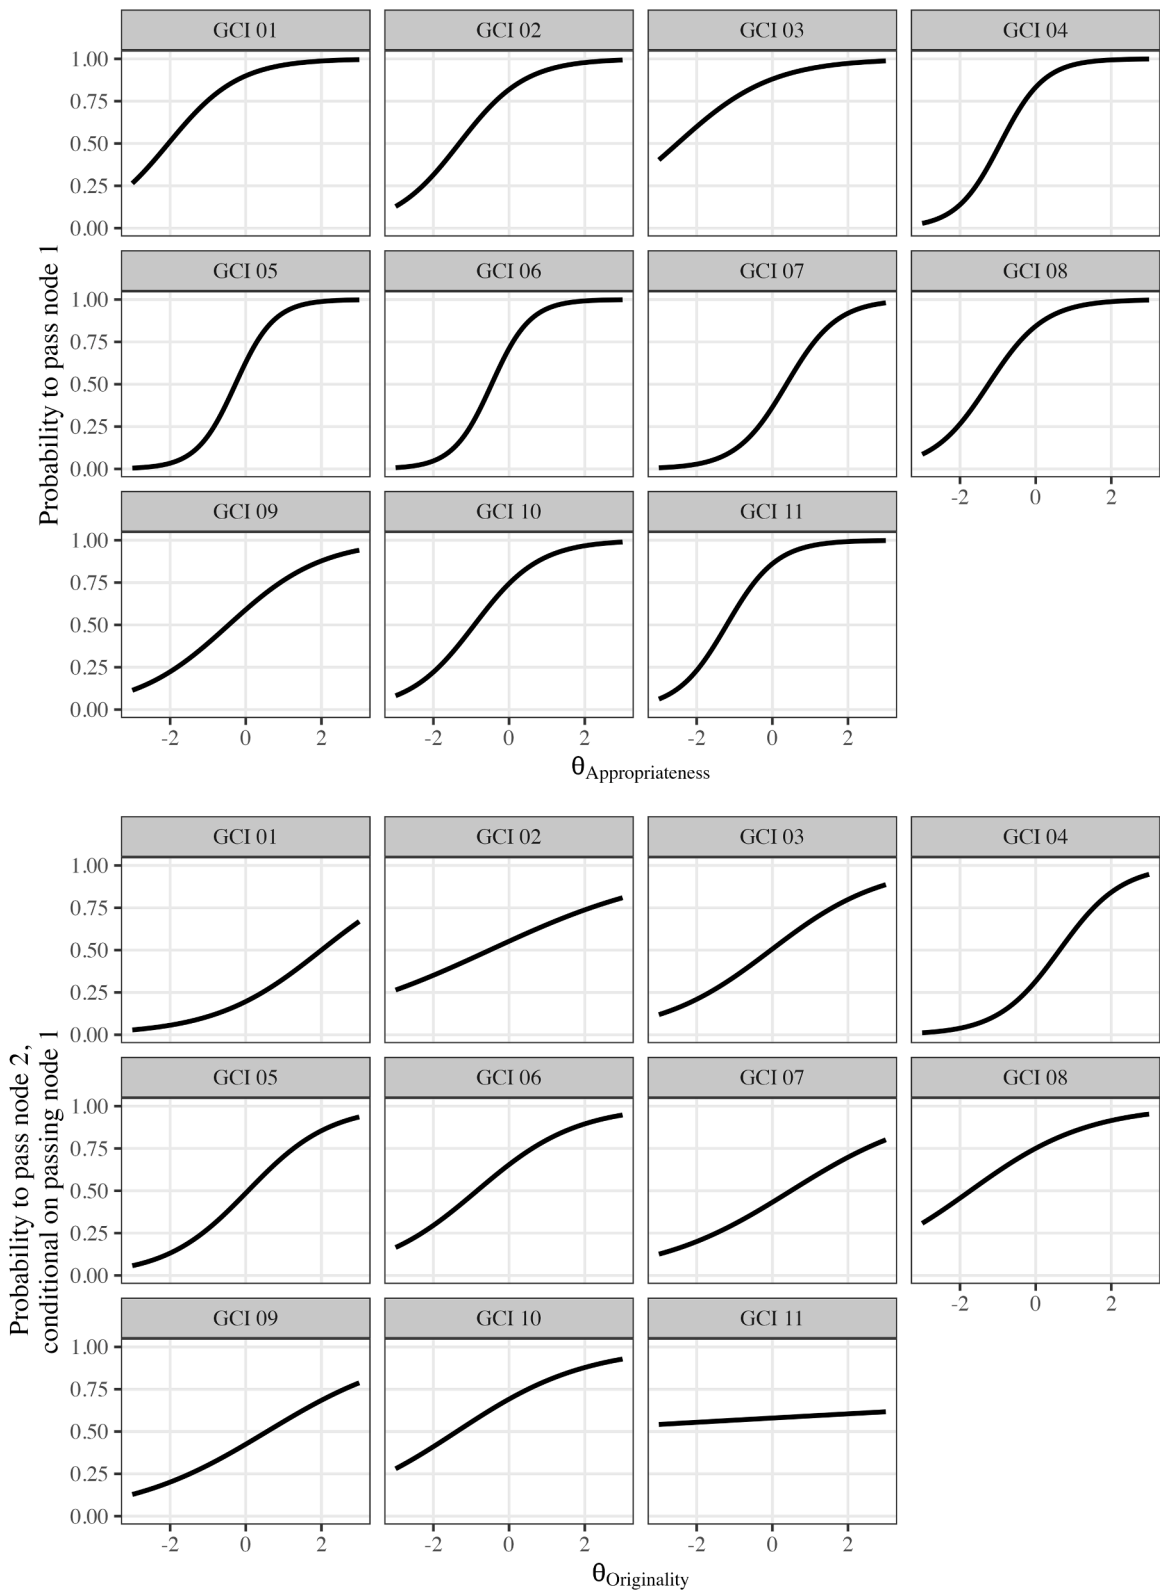 GCI 01 GCI 02 GCI 03 GCI 04
1.00
0.75
0.50
0.25
0.00
GCI 05 GCI 06 GCI 07 GCI 08
1.00
0.75
0.50
0.25
0.00
-2 0 2
GCI 09 GCI 10 GCI 11
1.00
0.75
0.50
0.25
0.00
-2 0 2 -2 0 2 -2 0 2
Probability to pass node 1
θAppropriateness
GCI 01 GCI 02 GCI 03 GCI 04
1.00
0.75
0.50
0.25
0.00
GCI 05 GCI 06 GCI 07 GCI 08
1.00
0.75
0.50
0.25
0.00
-2 0 2
GCI 09 GCI 10 GCI 11
1.00
0.75
0.50
0.25
0.00
-2 0 2 -2 0 2 -2 0 2
Probability to pass node 2,
conditional on passing node 1
θOriginality